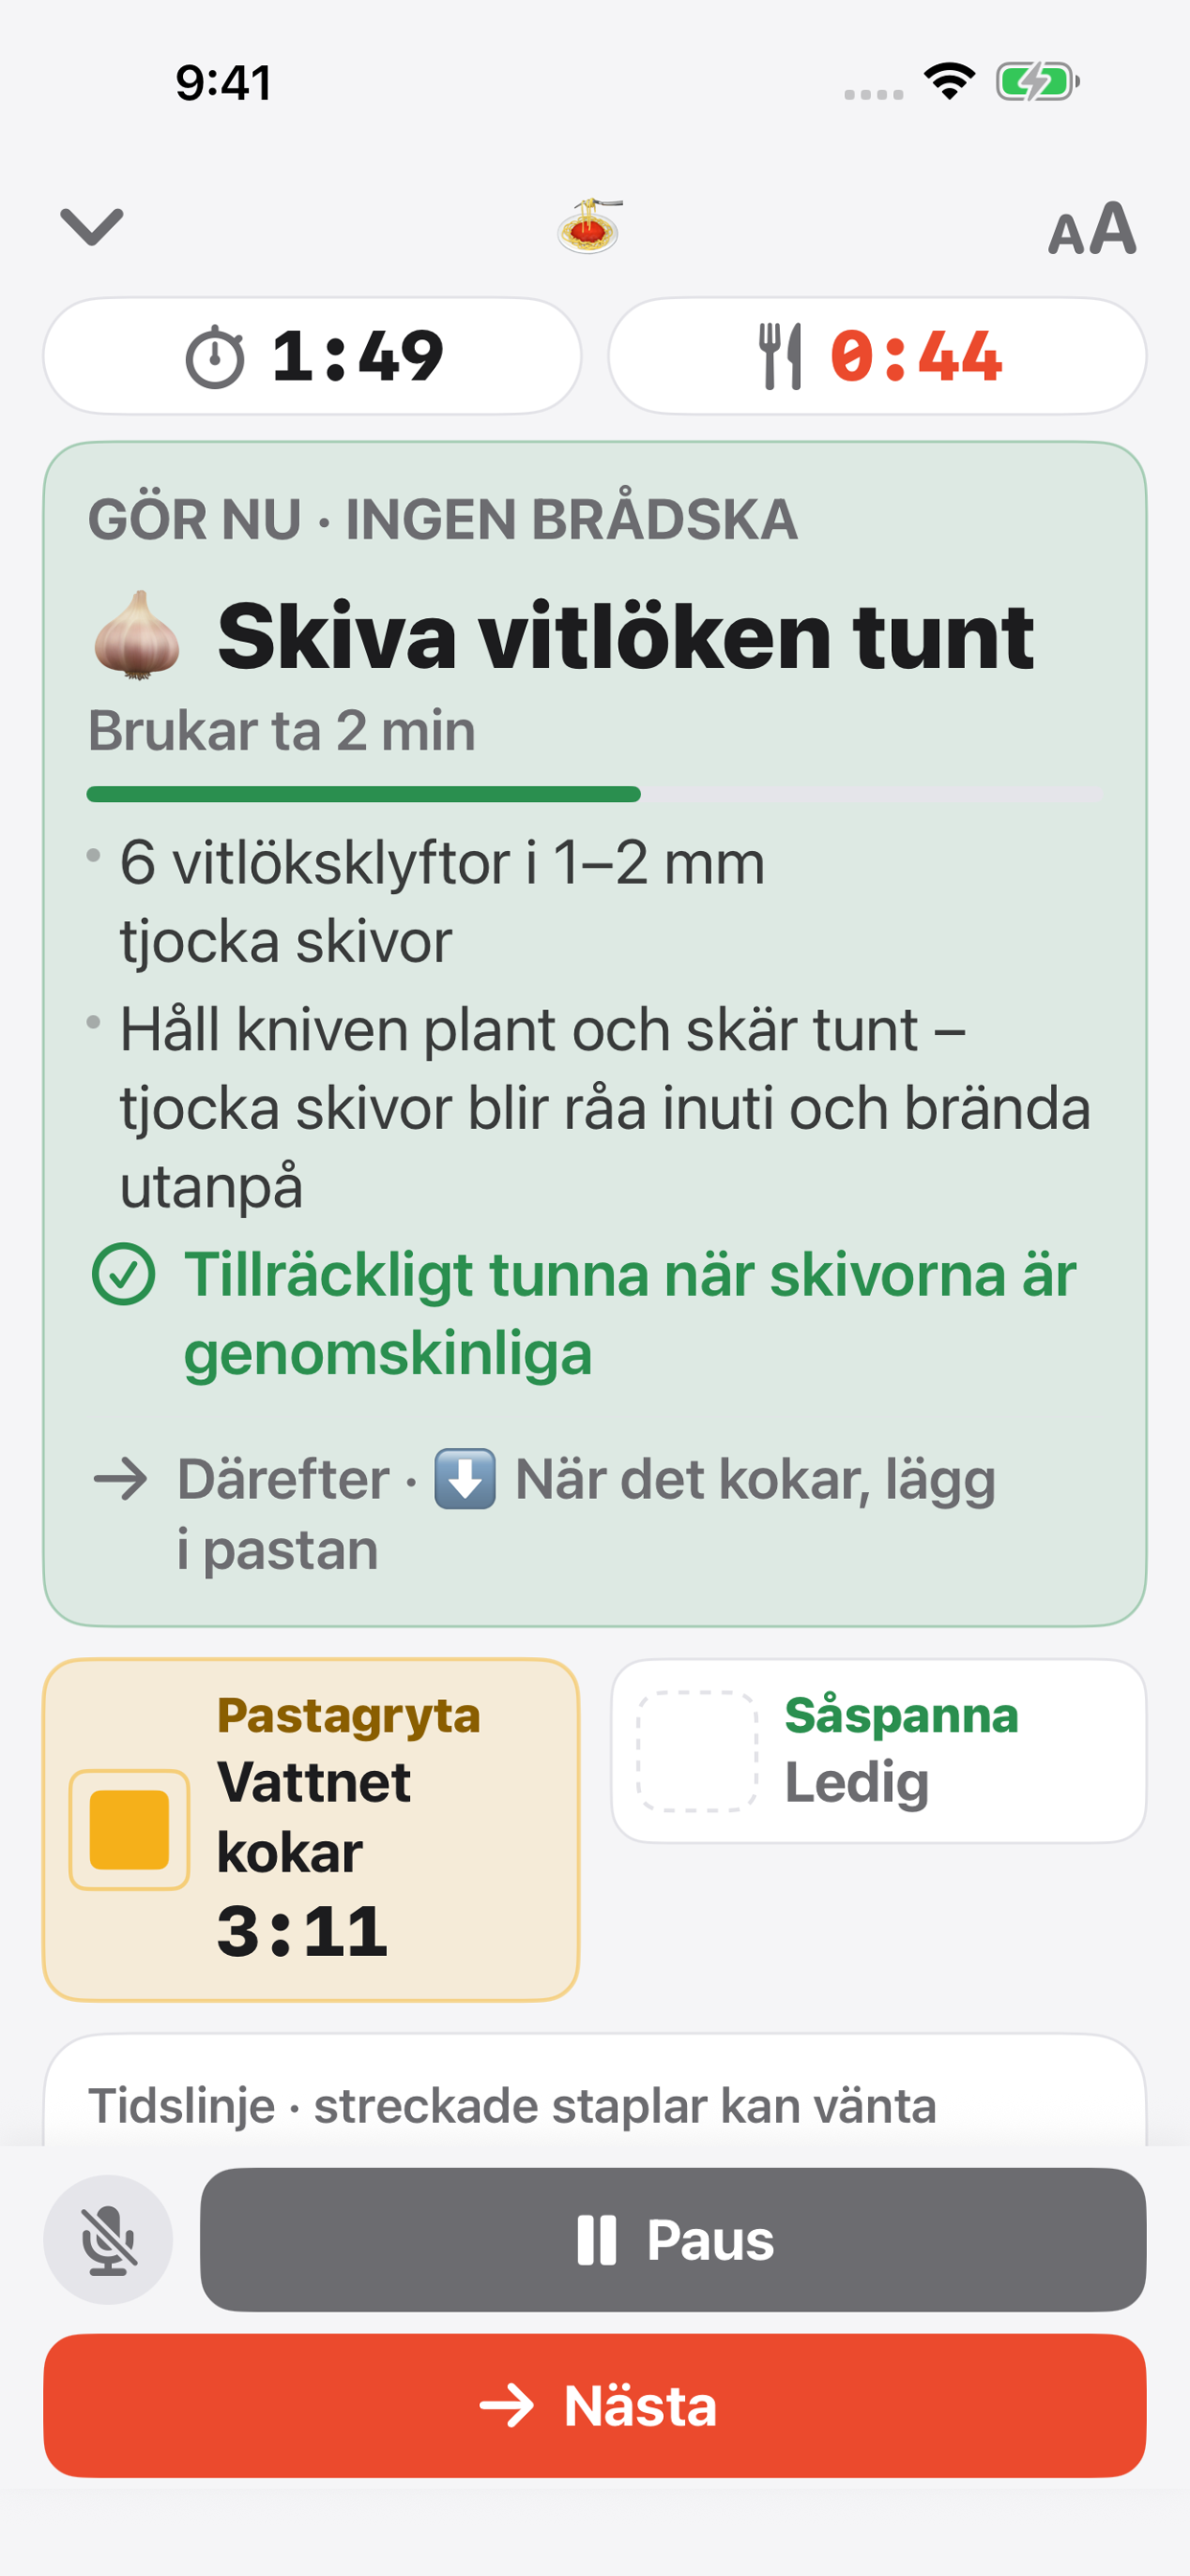 9:41
AA
1:49
0:44
GÖR NU · INGEN BRÅDSKA
Skiva vitlöken tunt
Brukar ta 2 min
• 6 vitlöksklyftor i 1–2 mm
tjocka skivor
• Håll kniven plant och skär tunt –
tjocka skivor blir råa inuti och brända
utanpå
Tillräckligt tunna när skivorna är
genomskinliga
→ Därefter · ⬇️ När det kokar, lägg
i pastan
Pastagryta
Vattnet
kokar
3:11
Såspanna
Ledig
Tidslinje · streckade staplar kan vänta
Paus
→ Nästa